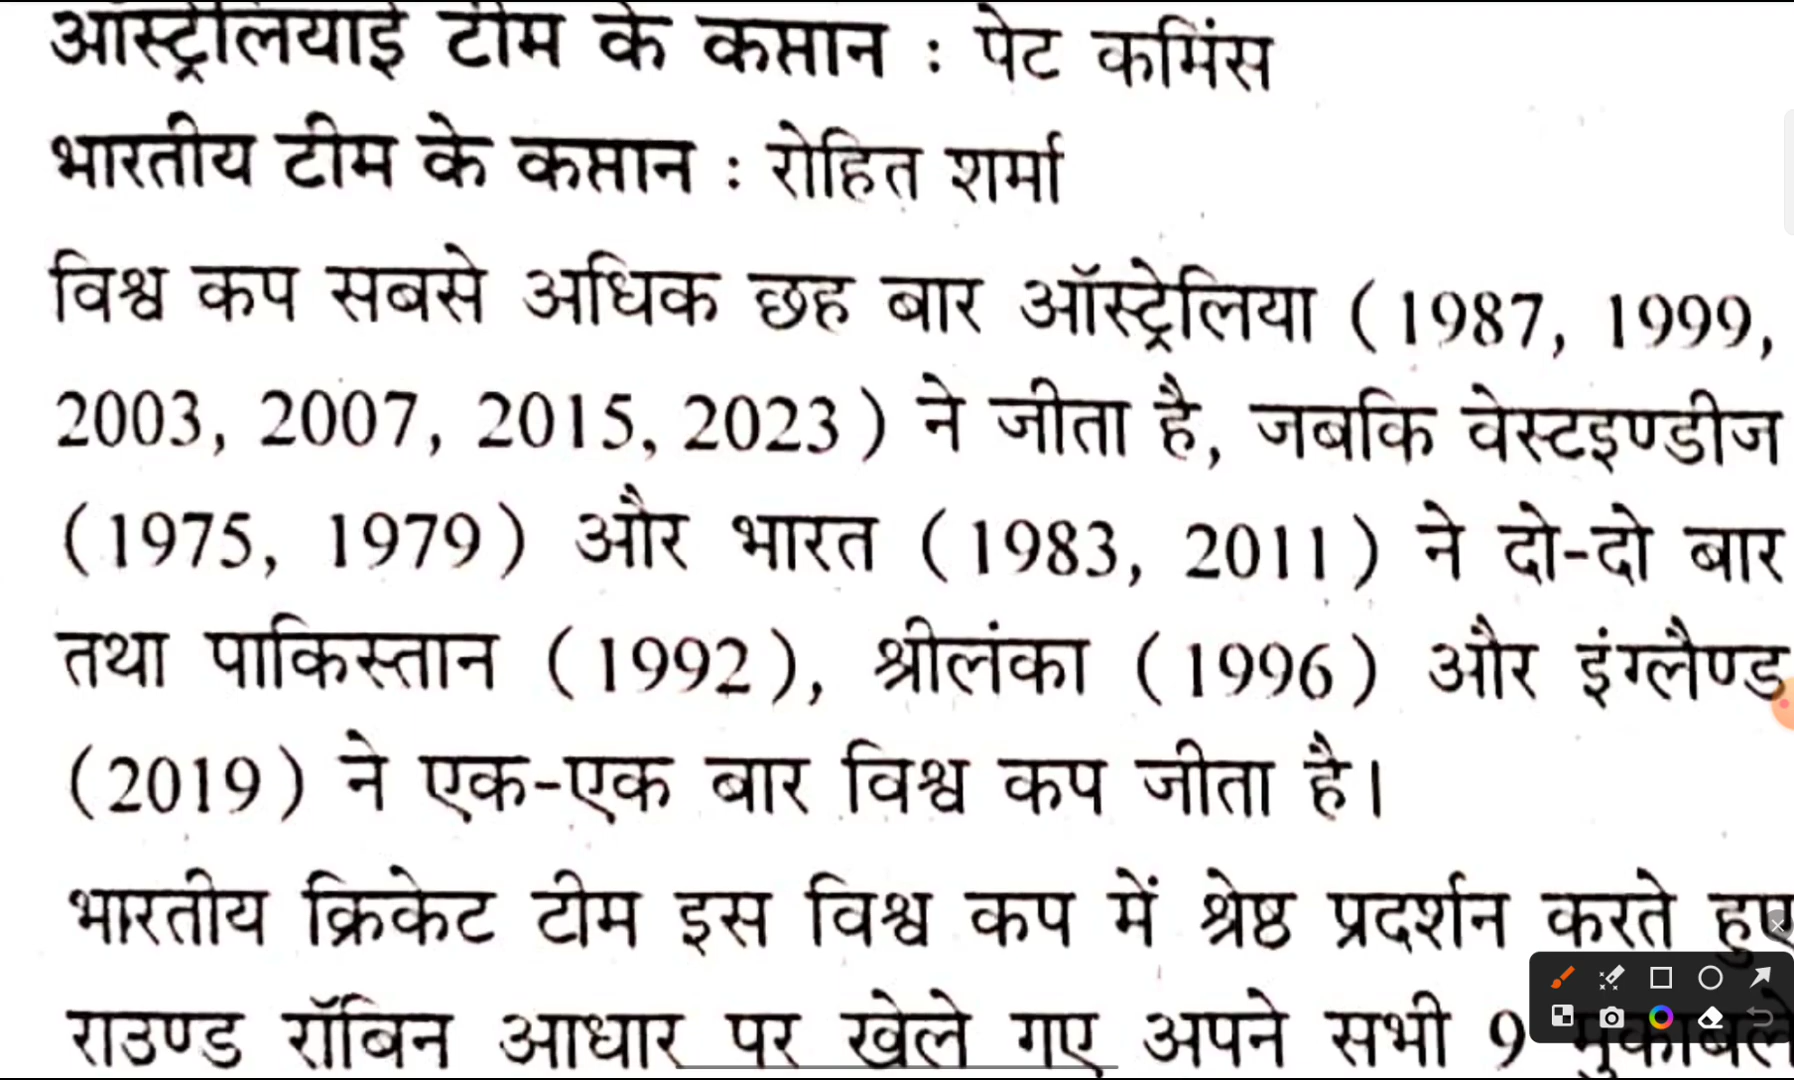 ऑस्ट्रेलियाई टीम के कप्तान : पेट कमिंस
भारतीय टीम के कप्तान : रोहित शर्मा
विश्व कप सबसे अधिक छह बार ऑस्ट्रेलिया (1987, 1999,
2003, 2007, 2015, 2023) ने जीता है, जबकि वेस्टइण्डीज
(1975, 1979) और भारत (1983, 2011) ने दो-दो बार
तथा पाकिस्तान (1992), श्रीलंका (1996) और इंग्लैण्ड
(2019) ने एक-एक बार विश्व कप जीता है।
भारतीय क्रिकेट टीम इस विश्व कप में श्रेष्ठ प्रदर्शन करते हुए
राउण्ड रॉबिन आधार पर खेले गए अपने सभी 9 मुकाबले